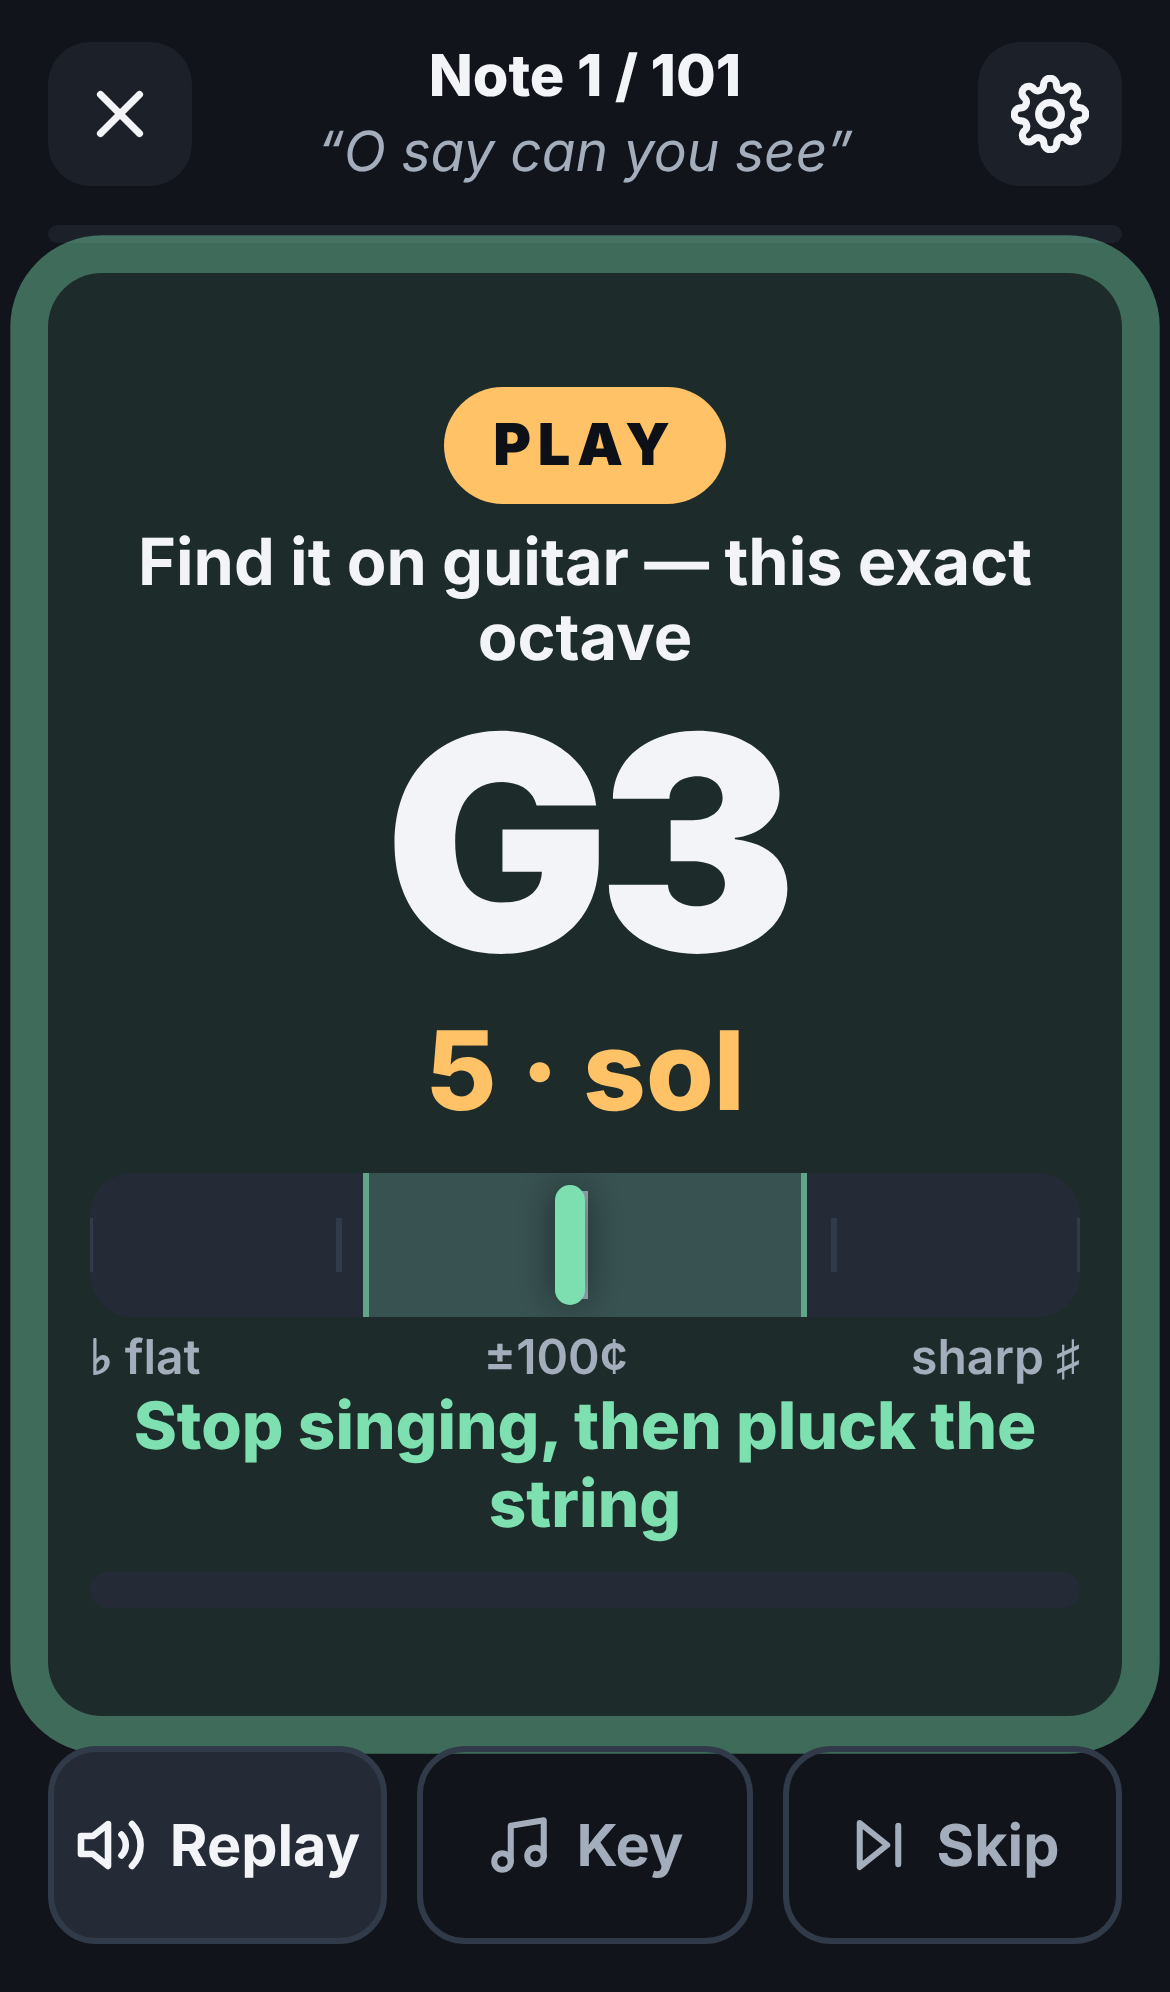 Note 1 / 101
“O say can you see”
PLAY
Find it on guitar — this exact
octave
G3
5 · sol
♭ flat
±100¢
sharp ♯
Stop singing, then pluck the
string
Replay
Key
Skip